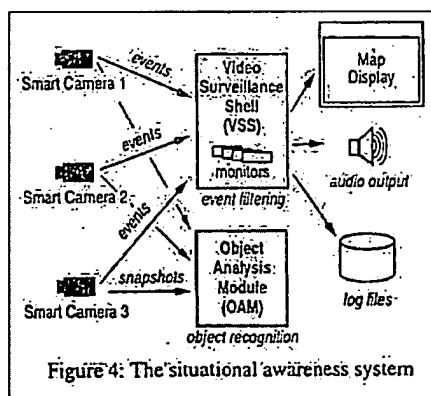 events
Smart Camera 1
Video
Surveillance
Shell
(VSS)
monitors
event filtering
Map
Display
events
Smart Camera 2
audio output
events
snapshots
Smart Camera 3
Object
Analysis
Module
(OAM)
object recognition
log files
Figure 4: The situational awareness system